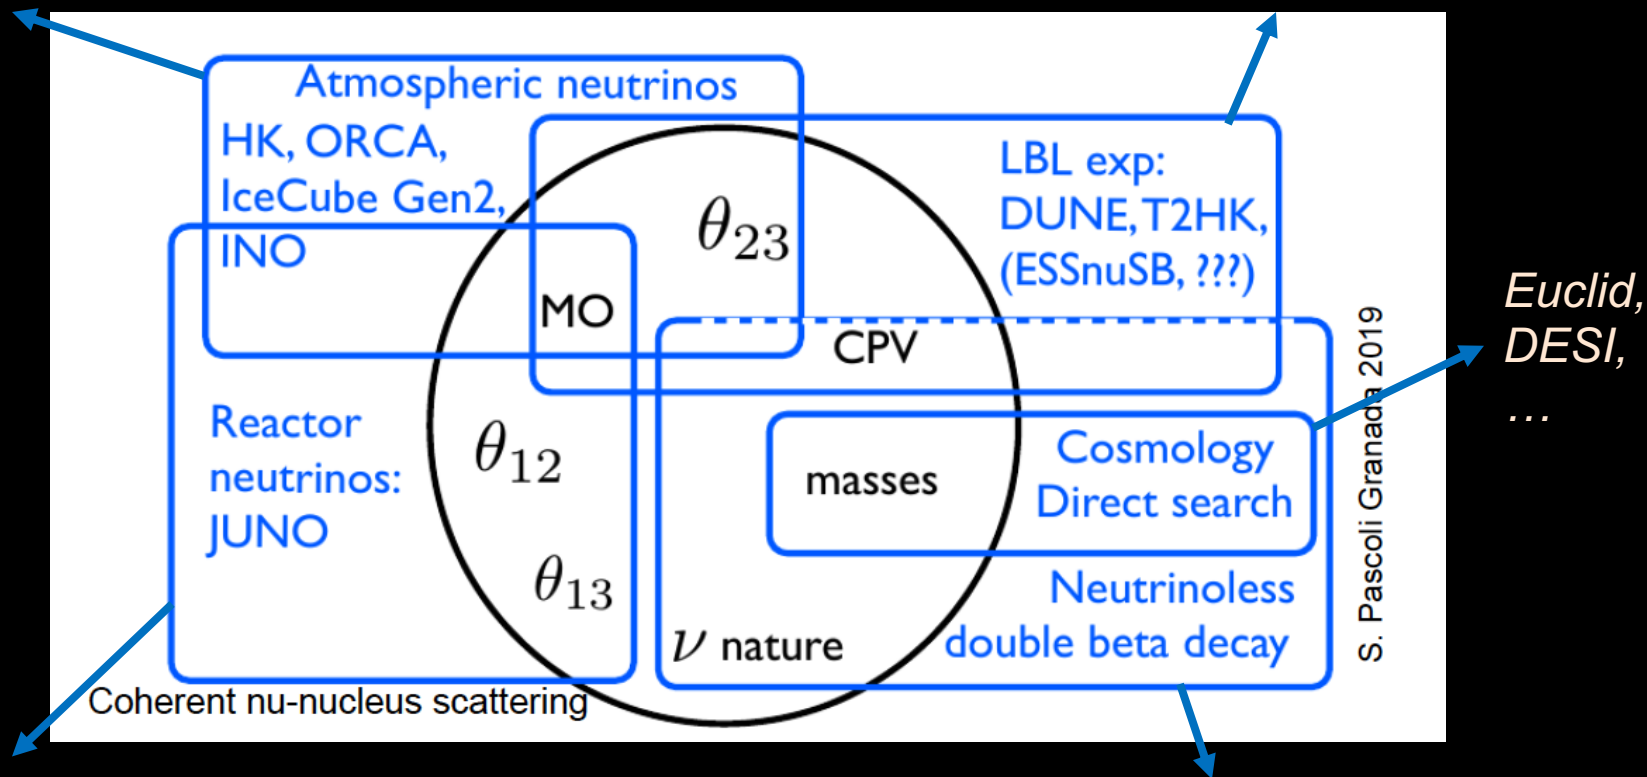 Atmospheric neutrinos
HK, ORCA,
IceCube Gen2,
INO
LBL exp:
DUNE, T2HK,
(ESSnuSB, ???)
θ23
MO
CPV
Reactor
neutrinos:
JUNO
θ12
θ13
masses
Cosmology
Direct search
Neutrinoless
double beta decay
ν nature
Coherent nu-nucleus scattering
S. Pascoli Granada 2019
Euclid,
DESI,
…